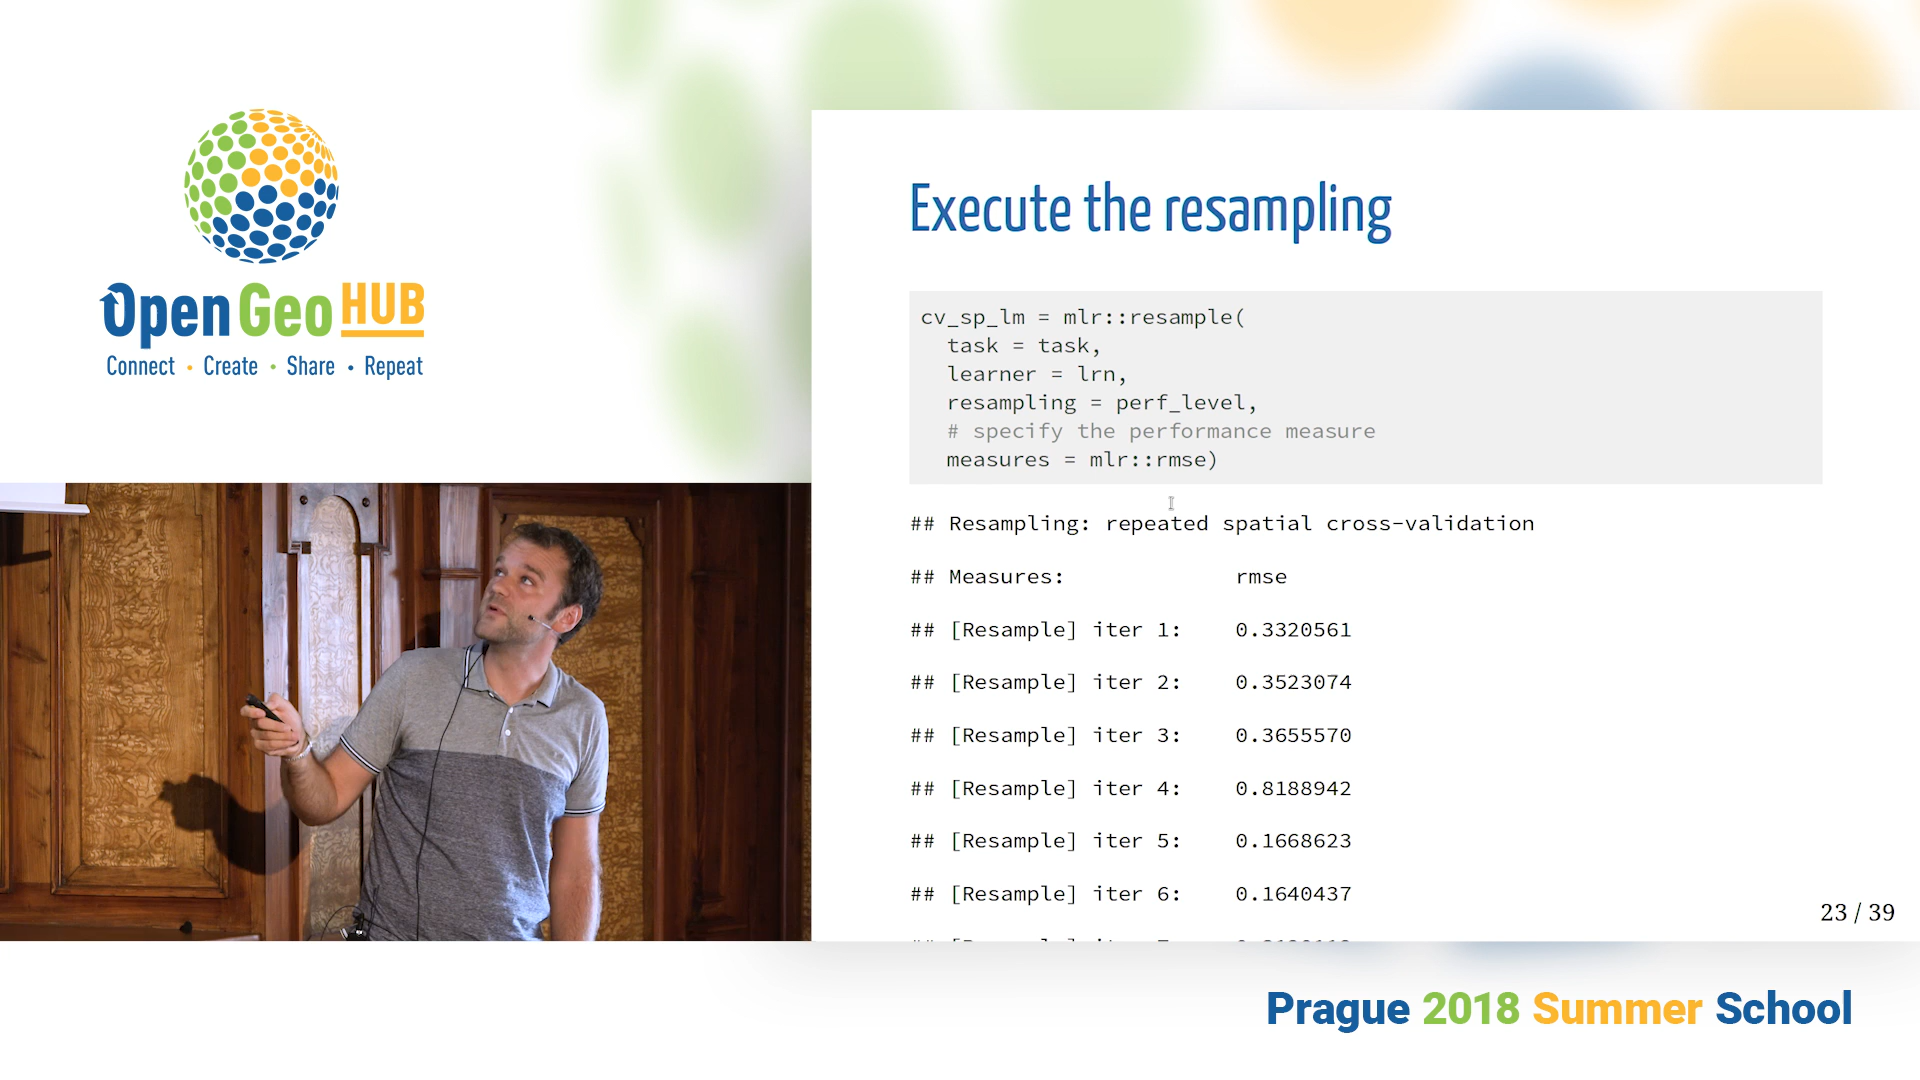 Open Geo HUB
Connect • Create • Share • Repeat
Execute the resampling
cv_sp_lm = mlr::resample(
  task = task,
  learner = lrn,
  resampling = perf_level,
  # specify the performance measure
  measures = mlr::rmse)
## Resampling: repeated spatial cross-validation
## Measures:             rmse
## [Resample] iter 1:    0.3320561
## [Resample] iter 2:    0.3523074
## [Resample] iter 3:    0.3655570
## [Resample] iter 4:    0.8188942
## [Resample] iter 5:    0.1668623
## [Resample] iter 6:    0.1640437
23 / 39
Prague 2018 Summer School